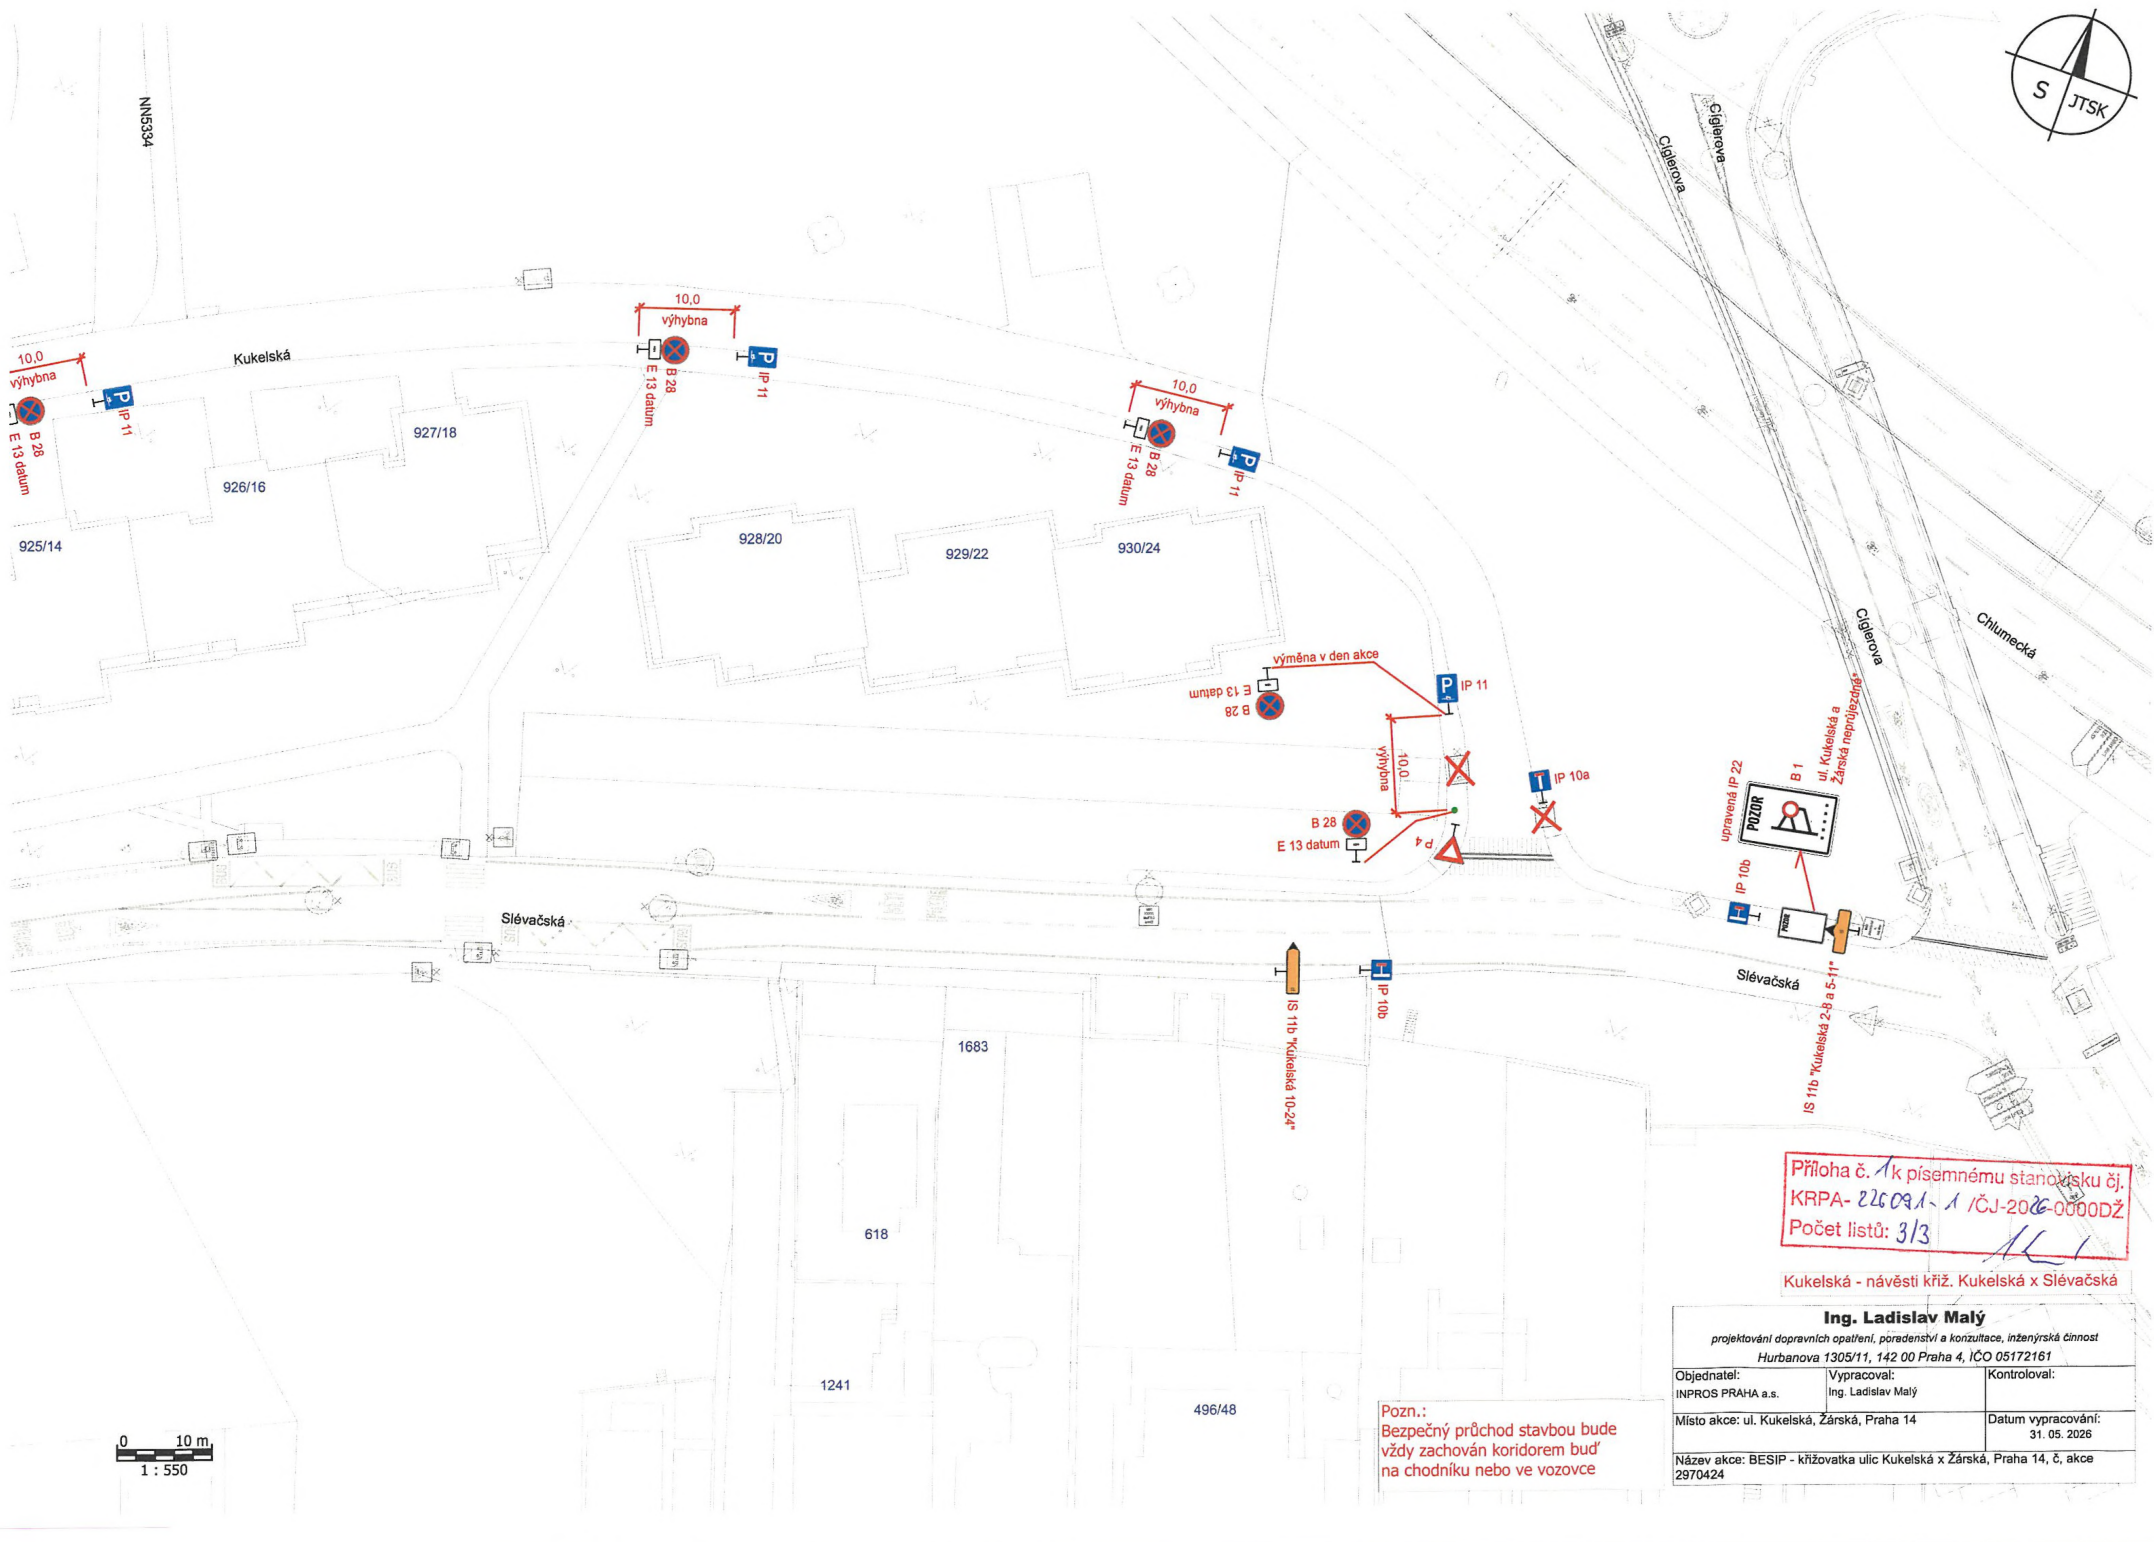 S
JTSK
NN5334
Cíglerova
Cíglerova
Cíglerova
Chlumecká
Kukelská
10,0
výhybna
IP 11
B 28
E 13 datum
10,0
výhybna
IP 11
B 28
E 13 datum
10,0
výhybna
IP 11
B 28
E 13 datum
927/18
926/16
925/14
928/20
929/22
930/24
výměna v den akce
E 13 datum
B 28
IP 11
10,0
výhybna
IP 10a
B 28
E 13 datum
P 4
upravená IP 22
B 1
ul. Kukelská a
Žárská neprůjezdné"
POZOR
IP 10b
POZOR
IS 11b "Kukelská 2-8 a 5-11"
Slévačská
Slévačská
BUS
BUS
BUS
BUS
IP 10b
IS 11b "Kukelská 10-24"
1683
618
1241
496/48
Příloha č. 1 k písemnému stanovisku čj.
KRPA- 226091-1 /ČJ-2026-0000DŽ
Počet listů: 3/3
Kukelská - návěsti křiž. Kukelská x Slévačská
Ing. Ladislav Malý
projektování dopravních opatření, poradenství a konzultace, inženýrská činnost
Hurbanova 1305/11, 142 00 Praha 4, IČO 05172161
Objednatel:
INPROS PRAHA a.s.
Vypracoval:
Ing. Ladislav Malý
Kontroloval:
Místo akce: ul. Kukelská, Žárská, Praha 14
Datum vypracování:
31. 05. 2026
Název akce: BESIP - křižovatka ulic Kukelská x Žárská, Praha 14, č, akce
2970424
Pozn.:
Bezpečný průchod stavbou bude
vždy zachován koridorem buď
na chodníku nebo ve vozovce
0 10 m
1 : 550